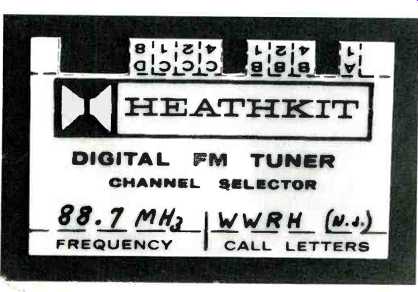 HEATHKIT
DIGITAL FM TUNER
CHANNEL SELECTOR
88.7 MHz WWRH (N.J.)
FREQUENCY CALL LETTERS